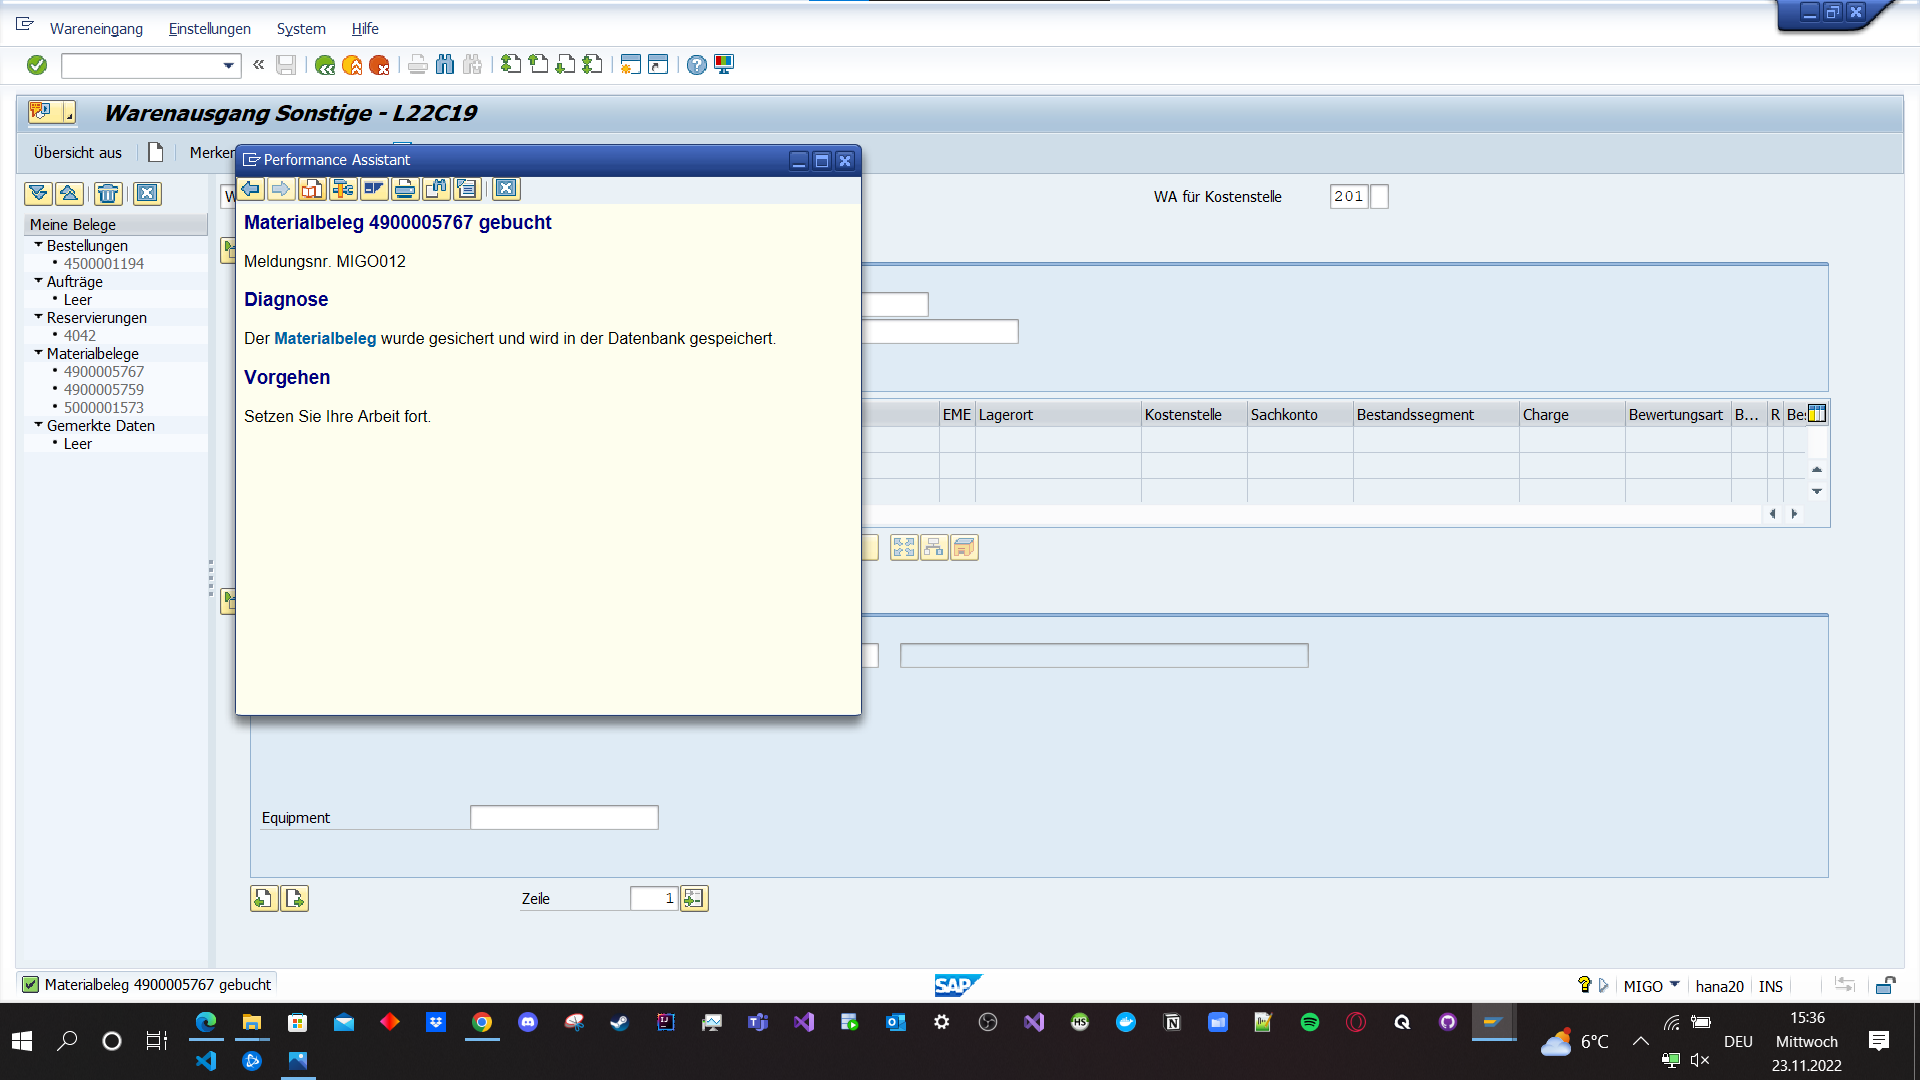 Wareneingang Einstellungen System Hilfe
Warenausgang Sonstige - L22C19
Übersicht aus Merken
Performance Assistant
Materialbeleg 4900005767 gebucht
Meldungsnr. MIGO012
Diagnose
Der Materialbeleg wurde gesichert und wird in der Datenbank gespeichert.
Vorgehen
Setzen Sie Ihre Arbeit fort.
Meine Belege
Bestellungen
4500001194
Aufträge
Leer
Reservierungen
4042
Materialbelege
4900005767
4900005759
5000001573
Gemerkte Daten
Leer
WA für Kostenstelle 201
EME Lagerort Kostenstelle Sachkonto Bestandssegment Charge Bewertungsart B... R Bes
Equipment
Zeile 1
Materialbeleg 4900005767 gebucht
SAP
MIGO hana20 INS
6°C
DEU
15:36
Mittwoch
23.11.2022